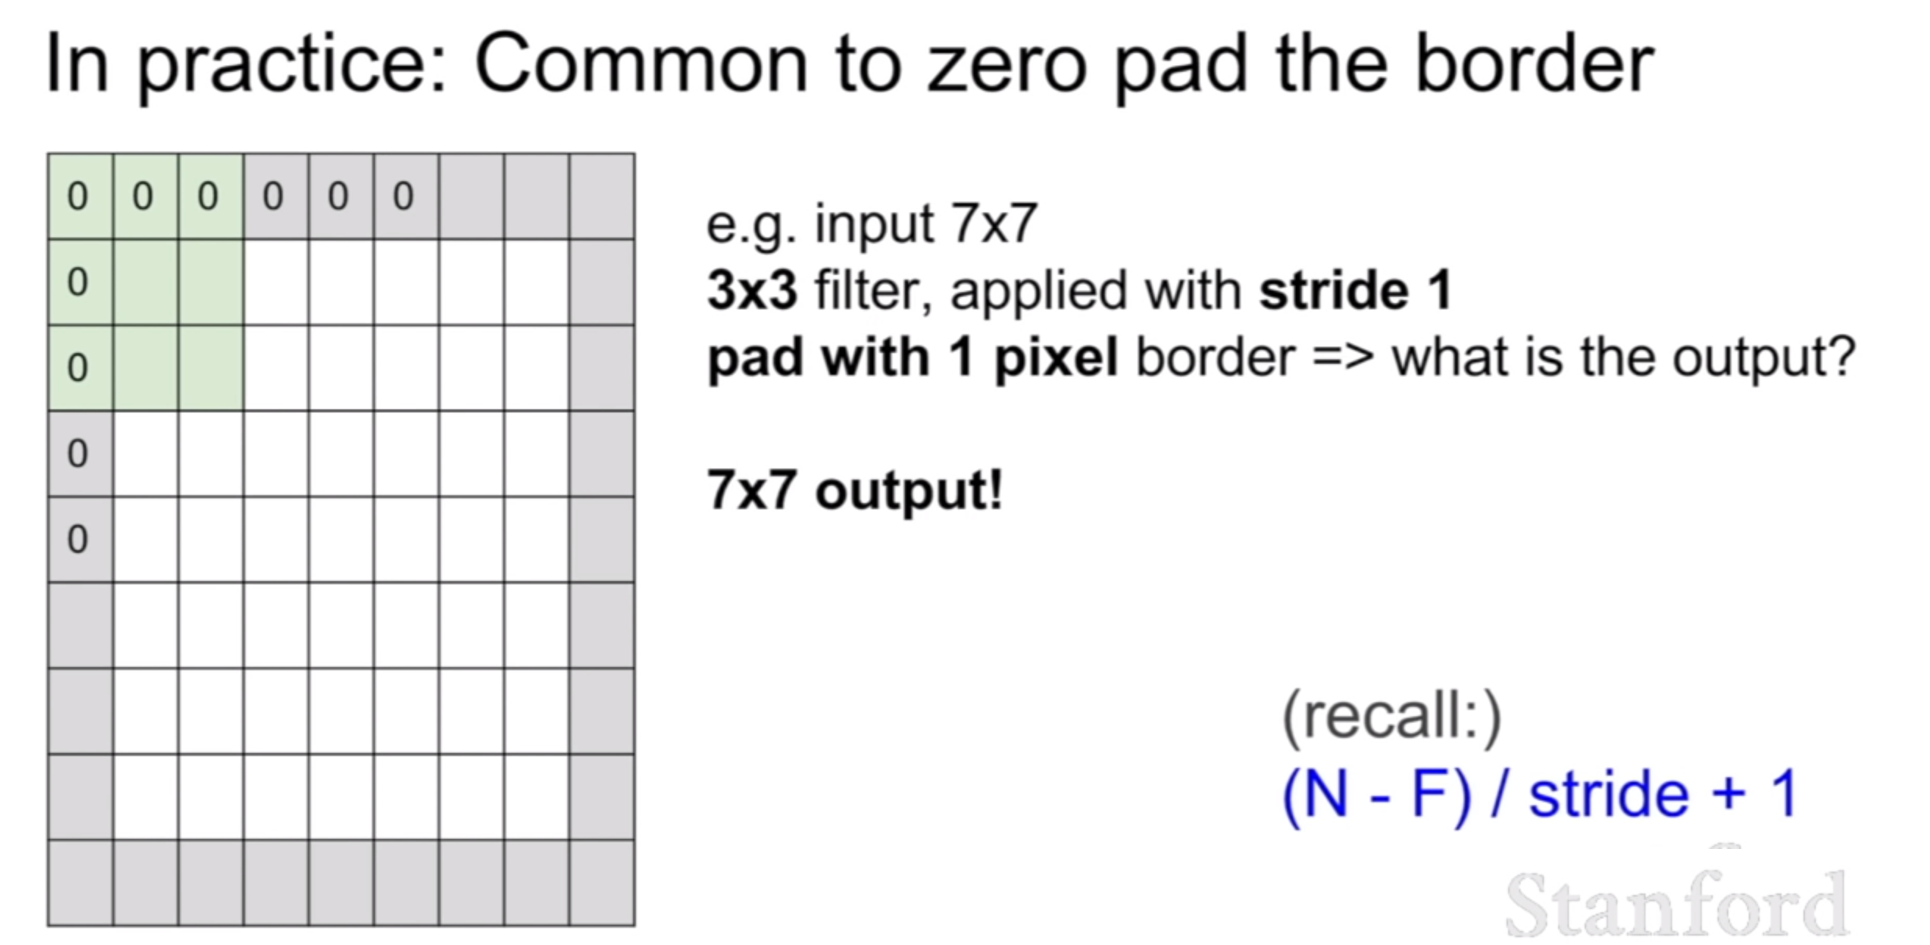 In practice: Common to zero pad the border
0 0 0 0 0 0
0
0
0
0
e.g. input 7x7
3x3 filter, applied with stride 1
pad with 1 pixel border => what is the output?
7x7 output!
(recall:)
(N - F) / stride + 1
Stanford